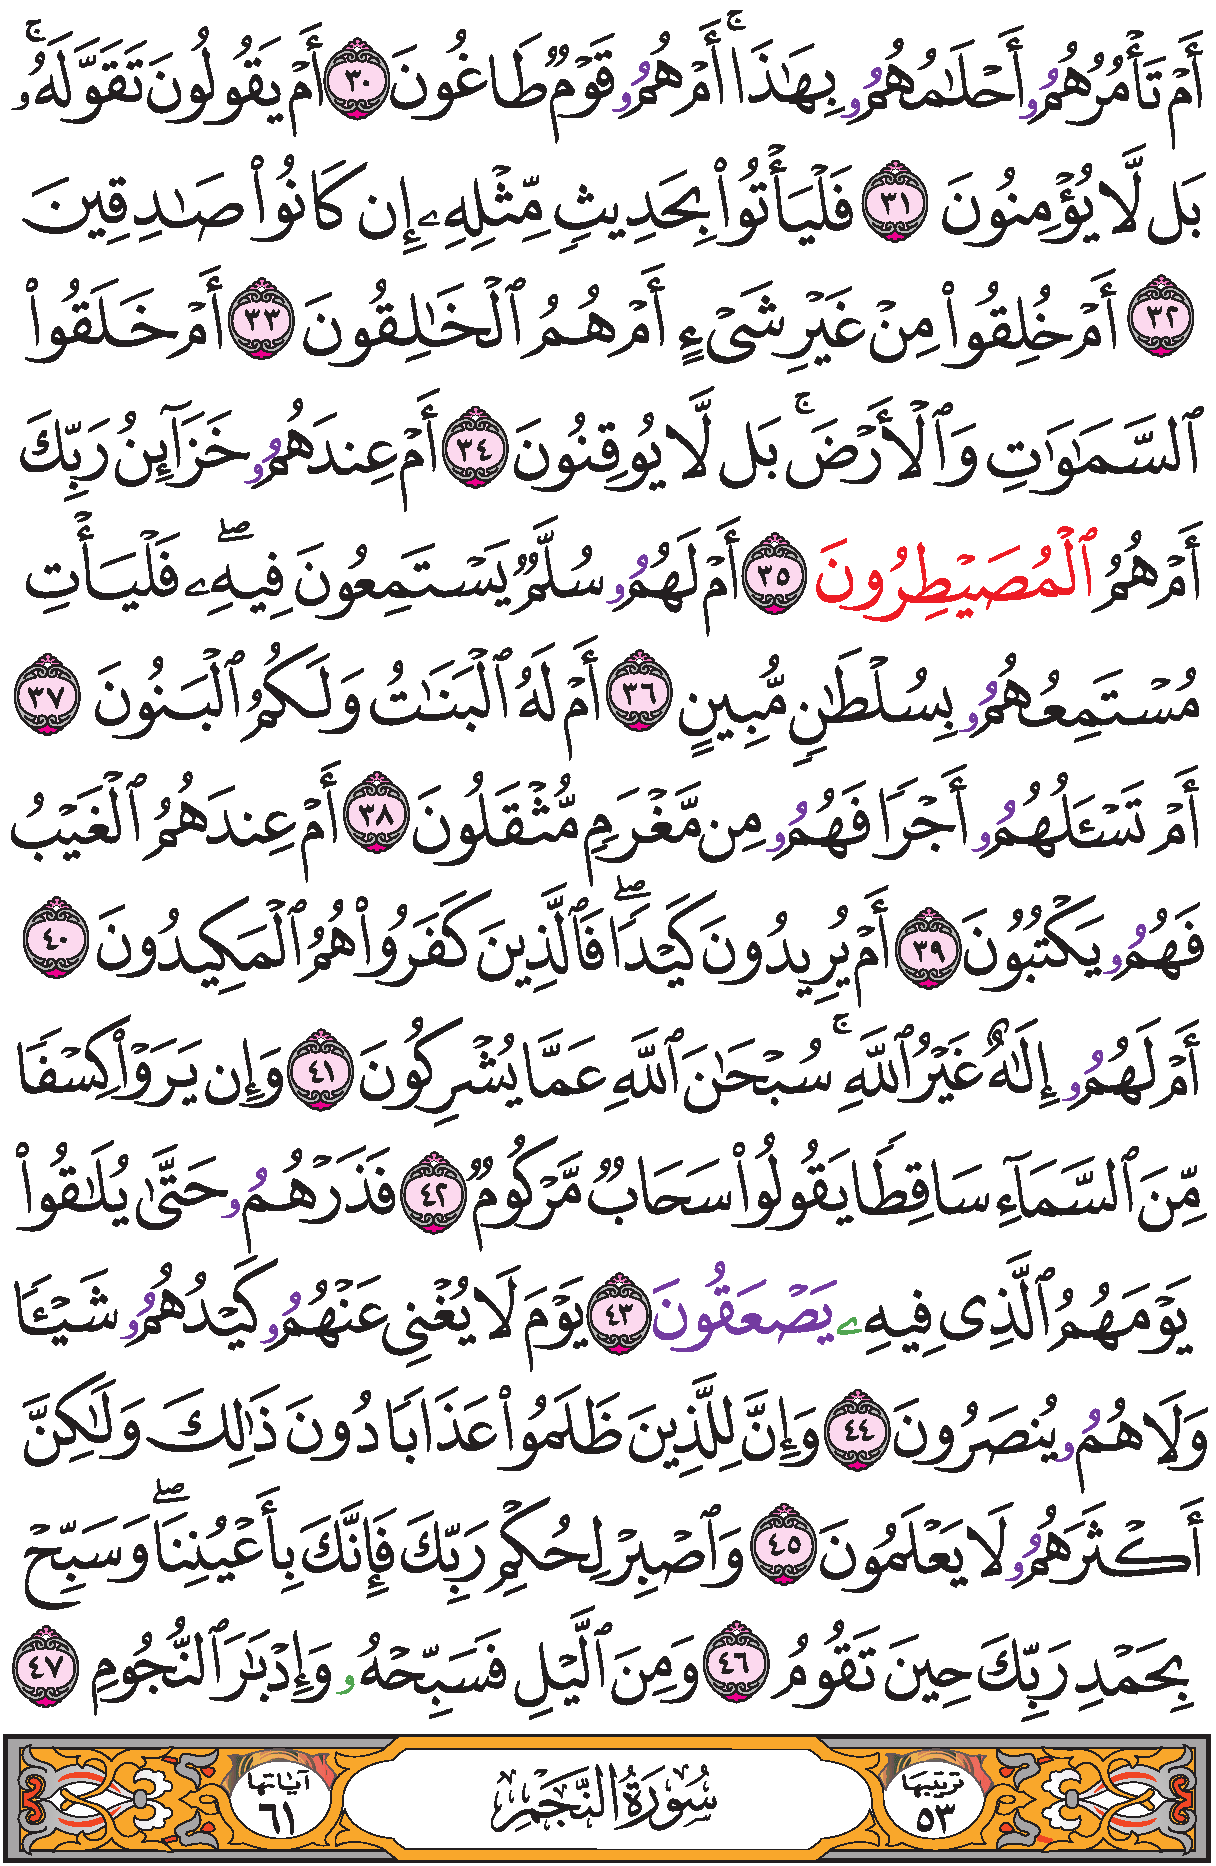 أَمۡ تَأۡمُرُهُمُۥٓ أَحۡلَٰمُهُمُۥ بِهَٰذَاۚ أَمۡ هُمُۥ قَوۡمٞ طَاغُونَ ٣٠ أَمۡ يَقُولُونَ تَقَوَّلَهُۥۚ
بَل لَّا يُؤۡمِنُونَ ٣١ فَلۡيَأۡتُواْ بِحَدِيثٖ مِّثۡلِهِۦٓ إِن كَانُواْ صَٰدِقِينَ
٣٢ أَمۡ خُلِقُواْ مِنۡ غَيۡرِ شَيۡءٍ أَمۡ هُمُ ٱلۡخَٰلِقُونَ ٣٣ أَمۡ خَلَقُواْ
ٱلسَّمَٰوَٰتِ وَٱلۡأَرۡضَۚ بَل لَّا يُوقِنُونَ ٣٤ أَمۡ عِندَهُمُۥ خَزَآئِنُ رَبِّكَ
أَمۡ هُمُ ٱلۡمُصَيۡطِرُونَ ٣٥ أَمۡ لَهُمُۥ سُلَّمٞ يَسۡتَمِعُونَ فِيهِۦۖ فَلۡيَأۡتِ
مُسۡتَمِعُهُمُۥ بِسُلۡطَٰنٖ مُّبِينٍ ٣٦ أَمۡ لَهُ ٱلۡبَنَٰتُ وَلَكُمُ ٱلۡبَنُونَ ٣٧
أَمۡ تَسۡـَٔلُهُمُۥٓ أَجۡرٗا فَهُمُۥ مِن مَّغۡرَمٖ مُّثۡقَلُونَ ٣٨ أَمۡ عِندَهُمُ ٱلۡغَيۡبُ
فَهُمُۥ يَكۡتُبُونَ ٣٩ أَمۡ يُرِيدُونَ كَيۡدٗاۖ فَٱلَّذِينَ كَفَرُواْ هُمُ ٱلۡمَكِيدُونَ ٤٠
أَمۡ لَهُمُۥٓ إِلَٰهٌ غَيۡرُ ٱللَّهِۚ سُبۡحَٰنَ ٱللَّهِ عَمَّا يُشۡرِكُونَ ٤١ وَإِن يَرَوۡاْ كِسۡفٗا
مِّنَ ٱلسَّمَآءِ سَاقِطٗا يَقُولُواْ سَحَابٞ مَّرۡكُومٞ ٤٢ فَذَرۡهُمُۥ حَتَّىٰ يُلَٰقُواْ
يَوۡمَهُمُ ٱلَّذِي فِيهِۦ يَصۡعَقُونَ ٤٣ يَوۡمَ لَا يُغۡنِي عَنۡهُمُۥ كَيۡدُهُمُۥ شَيۡـٔٗا
وَلَا هُمُۥ يُنصَرُونَ ٤٤ وَإِنَّ لِلَّذِينَ ظَلَمُواْ عَذَابٗا دُونَ ذَٰلِكَ وَلَٰكِنَّ
أَكۡثَرَهُمُۥ لَا يَعۡلَمُونَ ٤٥ وَٱصۡبِرۡ لِحُكۡمِ رَبِّكَ فَإِنَّكَ بِأَعۡيُنِنَاۖ وَسَبِّحۡ
بِحَمۡدِ رَبِّكَ حِينَ تَقُومُ ٤٦ وَمِنَ ٱلَّيۡلِ فَسَبِّحۡهُۥ وَإِدۡبَٰرَ ٱلنُّجُومِ ٤٧
ترتيبها ٥٣ سُورَةُ النَّجۡمِ آياتها ٦١